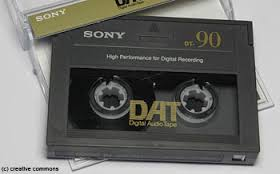 SONY
SONY
DT-90
High Performance for Digital Recording
DAT
Digital Audio Tape
(c) creative commons